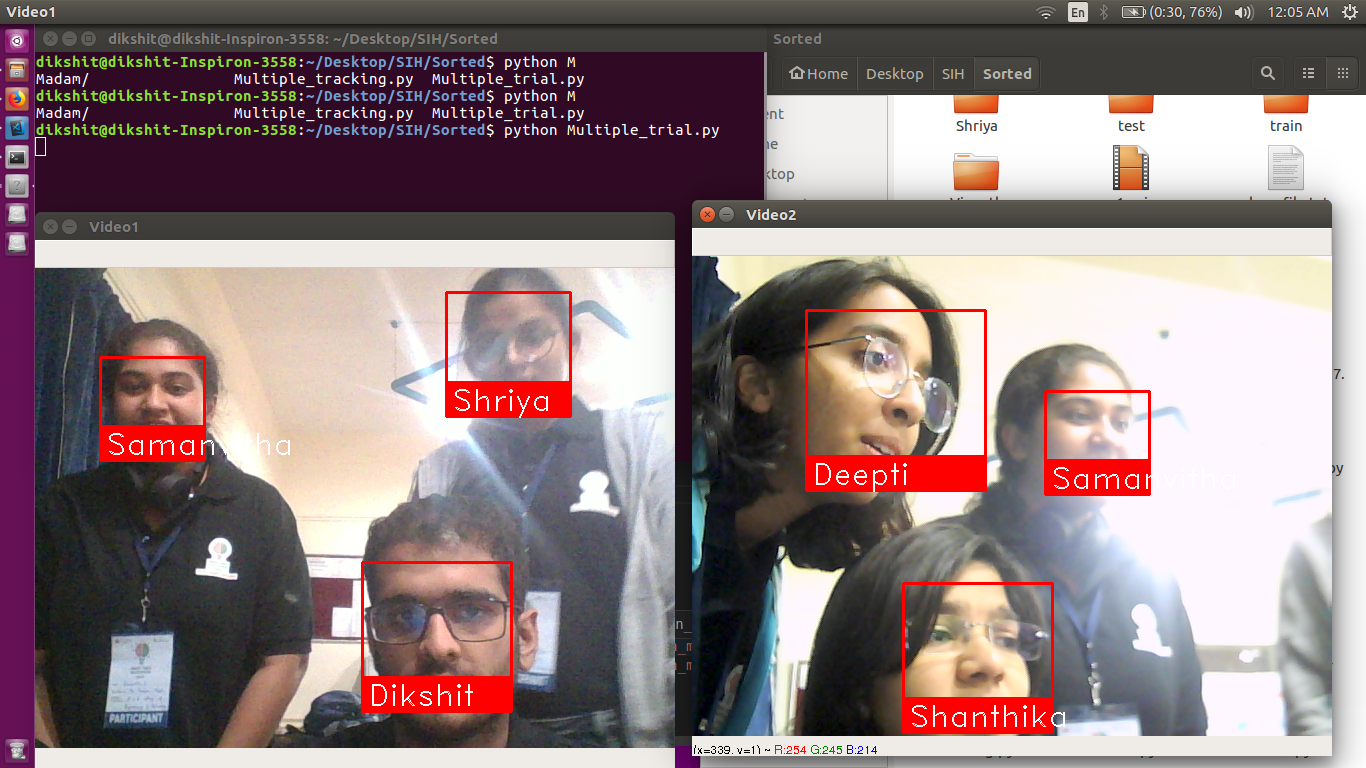 Video1
En
(0:30, 76%)
12:05 AM
dikshit@dikshit-Inspiron-3558: ~/Desktop/SIH/Sorted
dikshit@dikshit-Inspiron-3558:~/Desktop/SIH/Sorted$ python M
Madam/ Multiple_tracking.py Multiple_trial.py
dikshit@dikshit-Inspiron-3558:~/Desktop/SIH/Sorted$ python M
Madam/ Multiple_tracking.py Multiple_trial.py
dikshit@dikshit-Inspiron-3558:~/Desktop/SIH/Sorted$ python Multiple_trial.py
Sorted
Home Desktop SIH Sorted
Shriya test train
Video1
Shriya
Samanvitha
Dikshit
PARTICIPANT
Video2
Deepti
Samanvitha
Shanthika
(x=339, y=1) ~ R:254 G:245 B:214